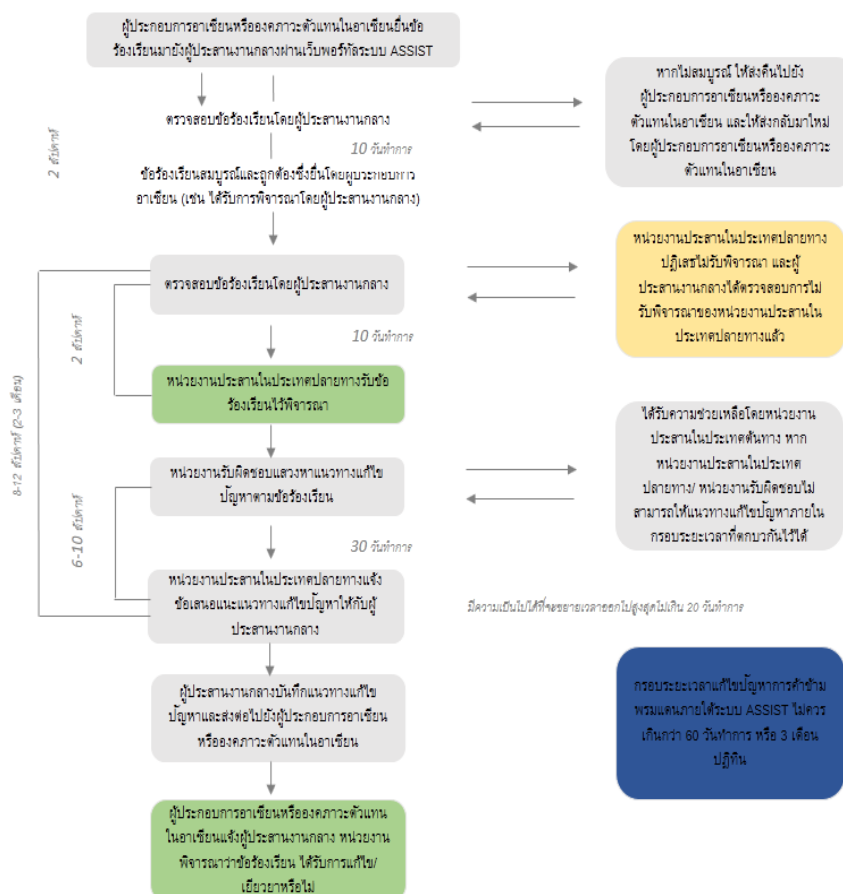 ผู้ประกอบการอาเซียนหรือองคภาวะตัวแทนในอาเซียนยื่นข้อ
ร้องเรียนมายังผู้ประสานงานกลางผ่านเว็บพอร์ทัลระบบ ASSIST
ตรวจสอบข้อร้องเรียนโดยผู้ประสานงานกลาง
10 วันทำการ
2 สัปดาห์
ข้อร้องเรียนสมบูรณ์และถูกต้องซึ่งยื่นโดยผู้ประกอบการ
อาเซียน (เช่น ได้รับการพิจารณาโดยผู้ประสานงานกลาง)
หากไม่สมบูรณ์ ให้ส่งคืนไปยัง
ผู้ประกอบการอาเซียนหรือองคภาวะ
ตัวแทนในอาเซียน และให้ส่งกลับมาใหม่
โดยผู้ประกอบการอาเซียนหรือองคภาวะ
ตัวแทนในอาเซียน
ตรวจสอบข้อร้องเรียนโดยผู้ประสานงานกลาง
10 วันทำการ
2 สัปดาห์
8-12 สัปดาห์ (2-3 เดือน)
หน่วยงานประสานในประเทศปลายทาง
ปฏิเสธไม่รับพิจารณา และผู้
ประสานงานกลางได้ตรวจสอบการไม่
รับพิจารณาของหน่วยงานประสานใน
ประเทศปลายทางแล้ว
หน่วยงานประสานในประเทศปลายทางรับข้อ
ร้องเรียนไว้พิจารณา
หน่วยงานรับผิดชอบแสวงหาแนวทางแก้ไข
ปัญหาตามข้อร้องเรียน
30 วันทำการ
6-10 สัปดาห์
ได้รับความช่วยเหลือโดยหน่วยงาน
ประสานในประเทศต้นทาง หาก
หน่วยงานประสานในประเทศ
ปลายทาง/ หน่วยงานรับผิดชอบไม่
สามารถให้แนวทางแก้ไขปัญหาภายใน
กรอบระยะเวลาที่ตกบวกันไว้ได้
หน่วยงานประสานในประเทศปลายทางแจ้ง
ข้อเสนอแนะแนวทางแก้ไขปัญหาให้กับผู้
ประสานงานกลาง
มีความเป็นไปได้ที่จะขยายเวลาออกไปสูงสุดไม่เกิน 20 วันทำการ
ผู้ประสานงานกลางบันทึกแนวทางแก้ไข
ปัญหาและส่งต่อไปยังผู้ประกอบการอาเซียน
หรือองคภาวะตัวแทนในอาเซียน
กรอบระยะเวลาแก้ไขปัญหาการค้าข้าม
พรมแดนภายใต้ระบบ ASSIST ไม่ควร
เกินกว่า 60 วันทำการ หรือ 3 เดือน
ปฏิทิน
ผู้ประกอบการอาเซียนหรือองคภาวะตัวแทน
ในอาเซียนแจ้งผู้ประสานงานกลาง หน่วยงาน
พิจารณาว่าข้อร้องเรียน ได้รับการแก้ไข/
เยียวยาหรือไม่